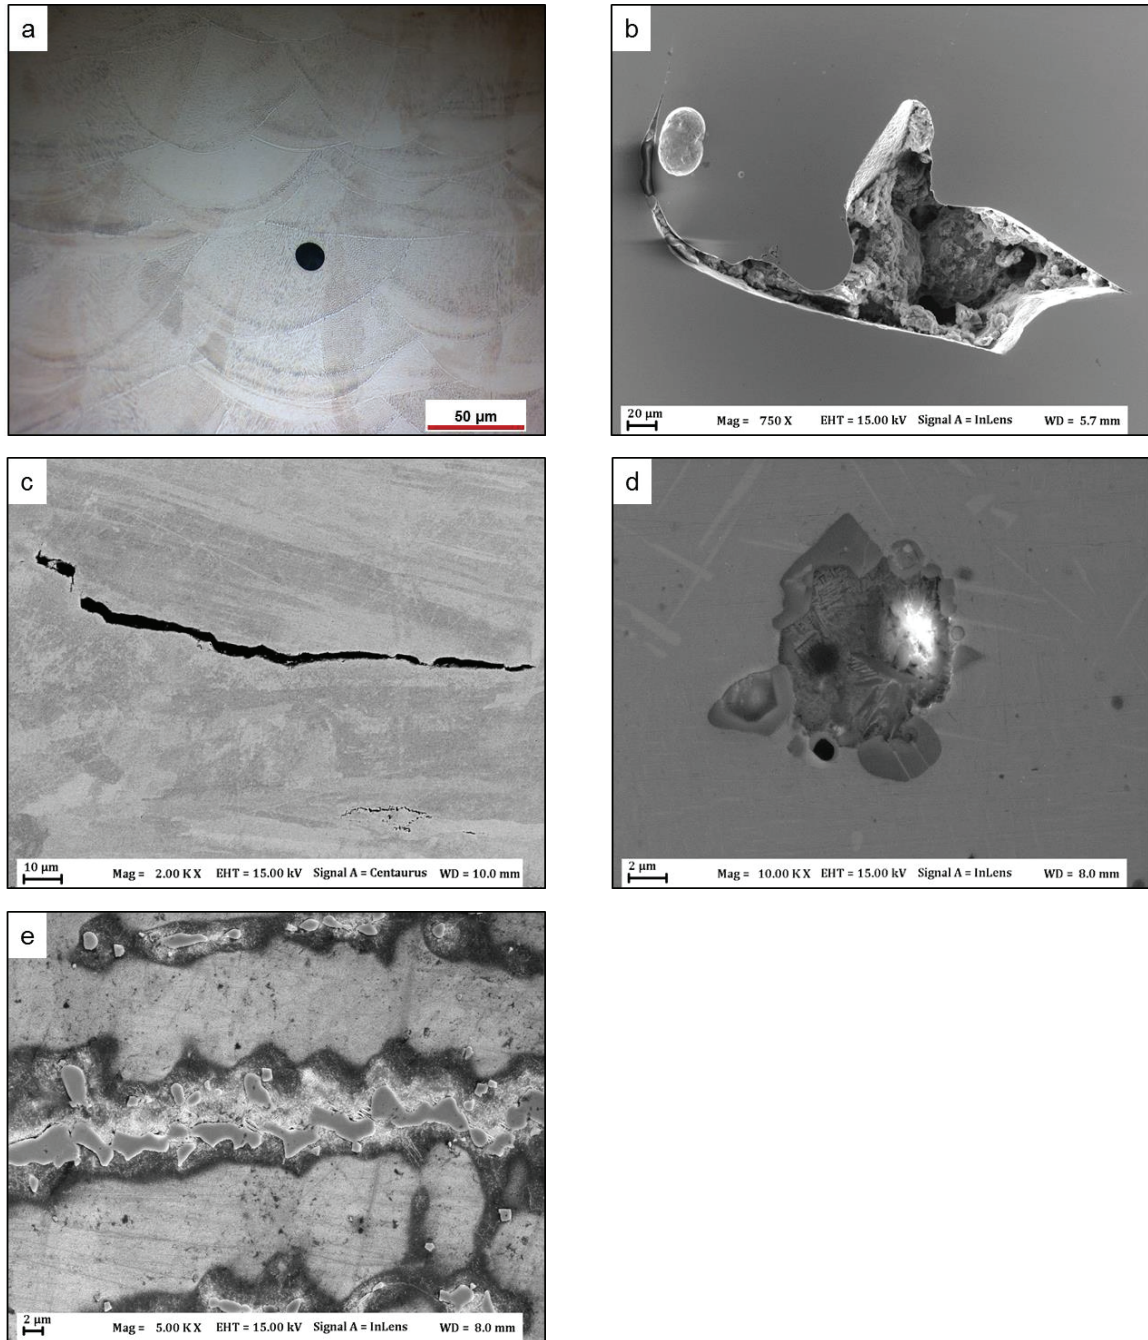 a
50 µm
b
20 µm Mag = 750 X EHT = 15.00 kV Signal A = InLens WD = 5.7 mm
c
10 µm Mag = 2.00 K X EHT = 15.00 kV Signal A = Centaurus WD = 10.0 mm
d
2 µm Mag = 10.00 K X EHT = 15.00 kV Signal A = InLens WD = 8.0 mm
e
2 µm Mag = 5.00 K X EHT = 15.00 kV Signal A = InLens WD = 8.0 mm